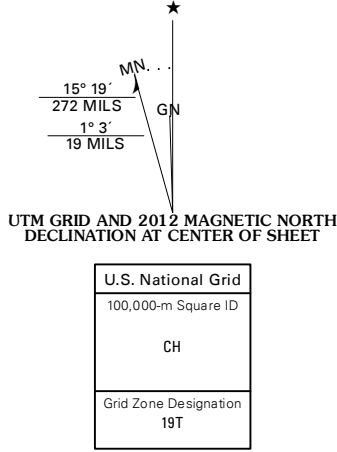 ★
MN
15° 19´
272 MILS
GN
1° 3´
19 MILS
UTM GRID AND 2012 MAGNETIC NORTH
DECLINATION AT CENTER OF SHEET
U.S. National Grid
100,000-m Square ID
CH
Grid Zone Designation
19T